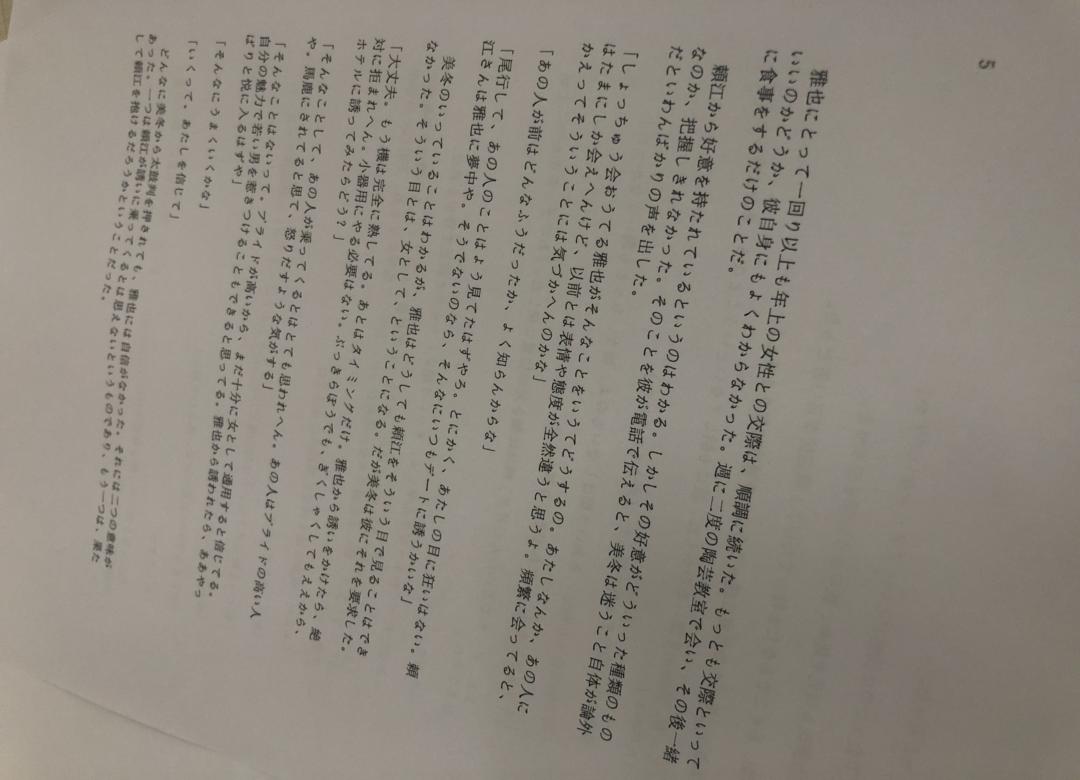 5
雅也にとって一回り以上も年上の女性との交際は、順調に続いた。もっとも交際といって
いいのかどうか、彼自身にもよくわからなかった。週に二度の陶芸教室で会い、その後一緒
に食事をするだけのことだ。
頼江から好意を持たれているというのはわかる。しかしその好意がどういった種類のもの
なのか、把握しきれなかった。そのことを彼が電話で伝えると、美冬は迷うこと自体が論外
だといわんばかりの声を出した。
「しょっちゅう会おうてる雅也がそんなことをいうてどうするの。あたしなんか、あの人に
はたまにしか会えへんけど、以前とは表情や態度が全然違うと思うよ。頻繁に会ってると、
かえってそういうことには気づかへんのかな」
「あの人が前はどんなふうだったか、よく知らんからな」
「尾行して、あの人のことはよう見てたはずやろ。とにかく、あたしの目に狂いはない。頼
江さんは雅也に夢中や。そうでないのなら、そんなにいつもデートに誘うかいな」
美冬のいっていることはわかるが、雅也はどうしても頼江をそういう目で見ることはでき
なかった。そういう目とは、女として、ということになる。だが美冬は彼にそれを要求した。
「大丈夫。もう機は完全に熟してる。あとはタイミングだけ。雅也から誘いをかけたら、絶
対に拒まれへん。小器用にやる必要はない。ぶっきらぼうでも、ぎくしゃくしてもええから、
ホテルに誘ってみたらどう？」
「そんなことして、あの人が乗ってくるとはとても思われへん。あの人はプライドの高い人
や。馬鹿にされてると思て、怒りだすような気がする」
「そんなことはないって。プライドが高いから、まだ十分に女として通用すると信じてる。
自分の魅力で若い男を惹きつけることもできると思ってる。雅也から誘われたら、ああやっ
ぱりと悦に入るはずや」
「そんなにうまくいくかな」
「いくって。あたしを信じて」
どんなに美冬から太鼓判を押されても、雅也には自信がなかった。それには二つの意味が
あった。一つは頼江が誘いに乗ってくるとは思えないというものであり、もう一つは、果た
して頼江を抱けるだろうかということだった。